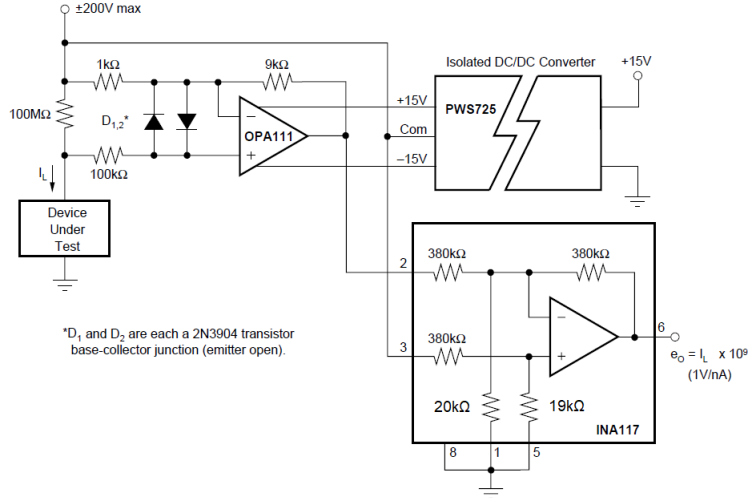 ±200V max
1kΩ
9kΩ
Isolated DC/DC Converter
+15V
100MΩ
D1,2*
−
OPA111
+
+15V
Com
−15V
PWS725
IL
100kΩ
Device
Under
Test
2
380kΩ
380kΩ
*D1 and D2 are each a 2N3904 transistor
base-collector junction (emitter open).
3
380kΩ
−
+
6
eO = IL x 10⁹
(1V/nA)
20kΩ
19kΩ
INA117
8
1
5